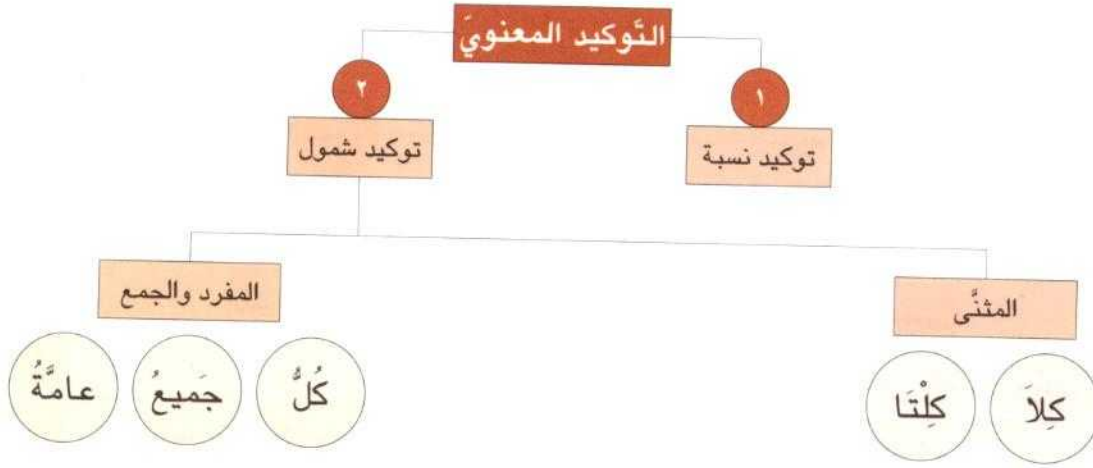 التَّوكيد المعنويَ
١
٢
توكيد نسبة
توكيد شمول
المثنَّى
المفرد والجمع
كِلاَ
كِلْتَا
كُلُّ
جَميعُ
عامَّةُ